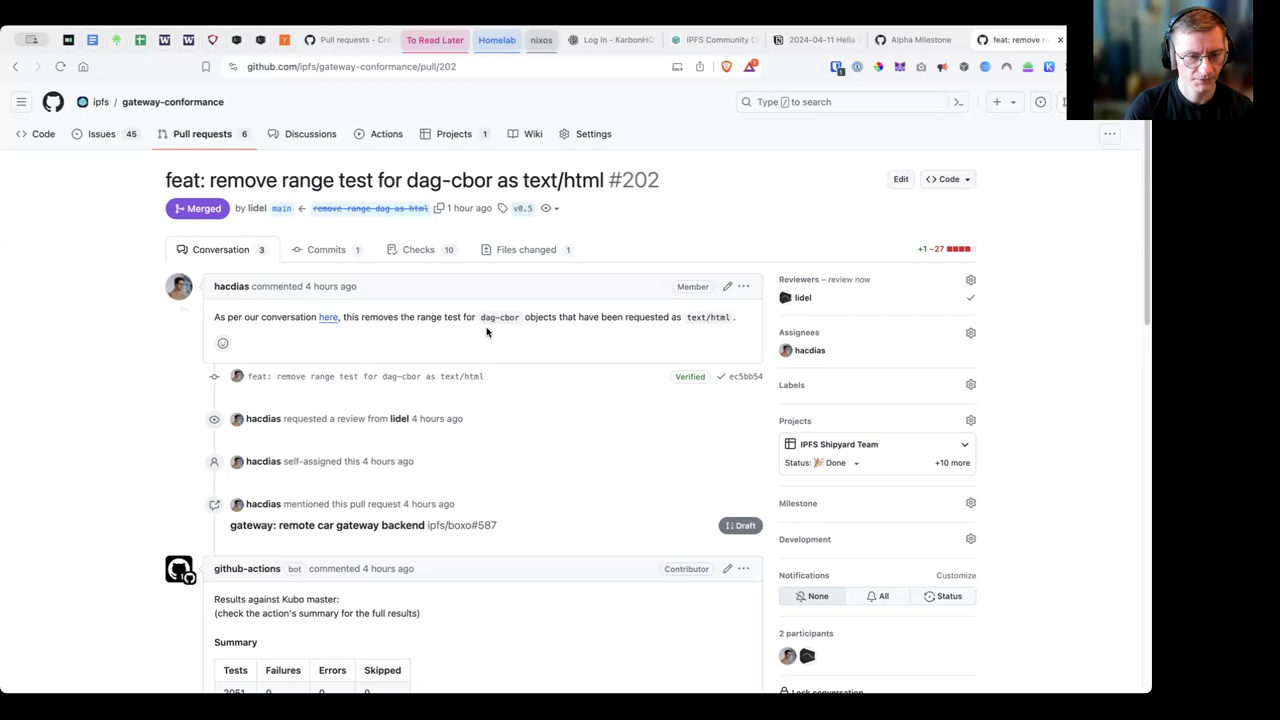 Pull requests · Cr
To Read Later
Homelab
nixos
Log In - KarbonHQ
IPFS Community C
2024-04-11 Helia
Alpha Milestone
feat: remove
github.com/ipfs/gateway-conformance/pull/202
ipfs / gateway-conformance
Type / to search
Code
Issues 45
Pull requests 6
Discussions
Actions
Projects 1
Wiki
Settings
feat: remove range test for dag-cbor as text/html #202
Edit
Code
Merged by lidel main ← remove-range-dag-as-html 1 hour ago v0.5
Conversation 3
Commits 1
Checks 10
Files changed 1
+1 −27
hacdias commented 4 hours ago Member
As per our conversation here, this removes the range test for dag-cbor objects that have been requested as text/html.
feat: remove range test for dag-cbor as text/html Verified ec5bb54
hacdias requested a review from lidel 4 hours ago
hacdias self-assigned this 4 hours ago
hacdias mentioned this pull request 4 hours ago
gateway: remote car gateway backend ipfs/boxo#587 Draft
github-actions bot commented 4 hours ago Contributor
Results against Kubo master:
(check the action's summary for the full results)
Summary
Tests Failures Errors Skipped
Reviewers – review now
lidel
Assignees
hacdias
Labels
Projects
IPFS Shipyard Team
Status: Done +10 more
Milestone
Development
Notifications Customize
None All Status
2 participants
Lock conversation